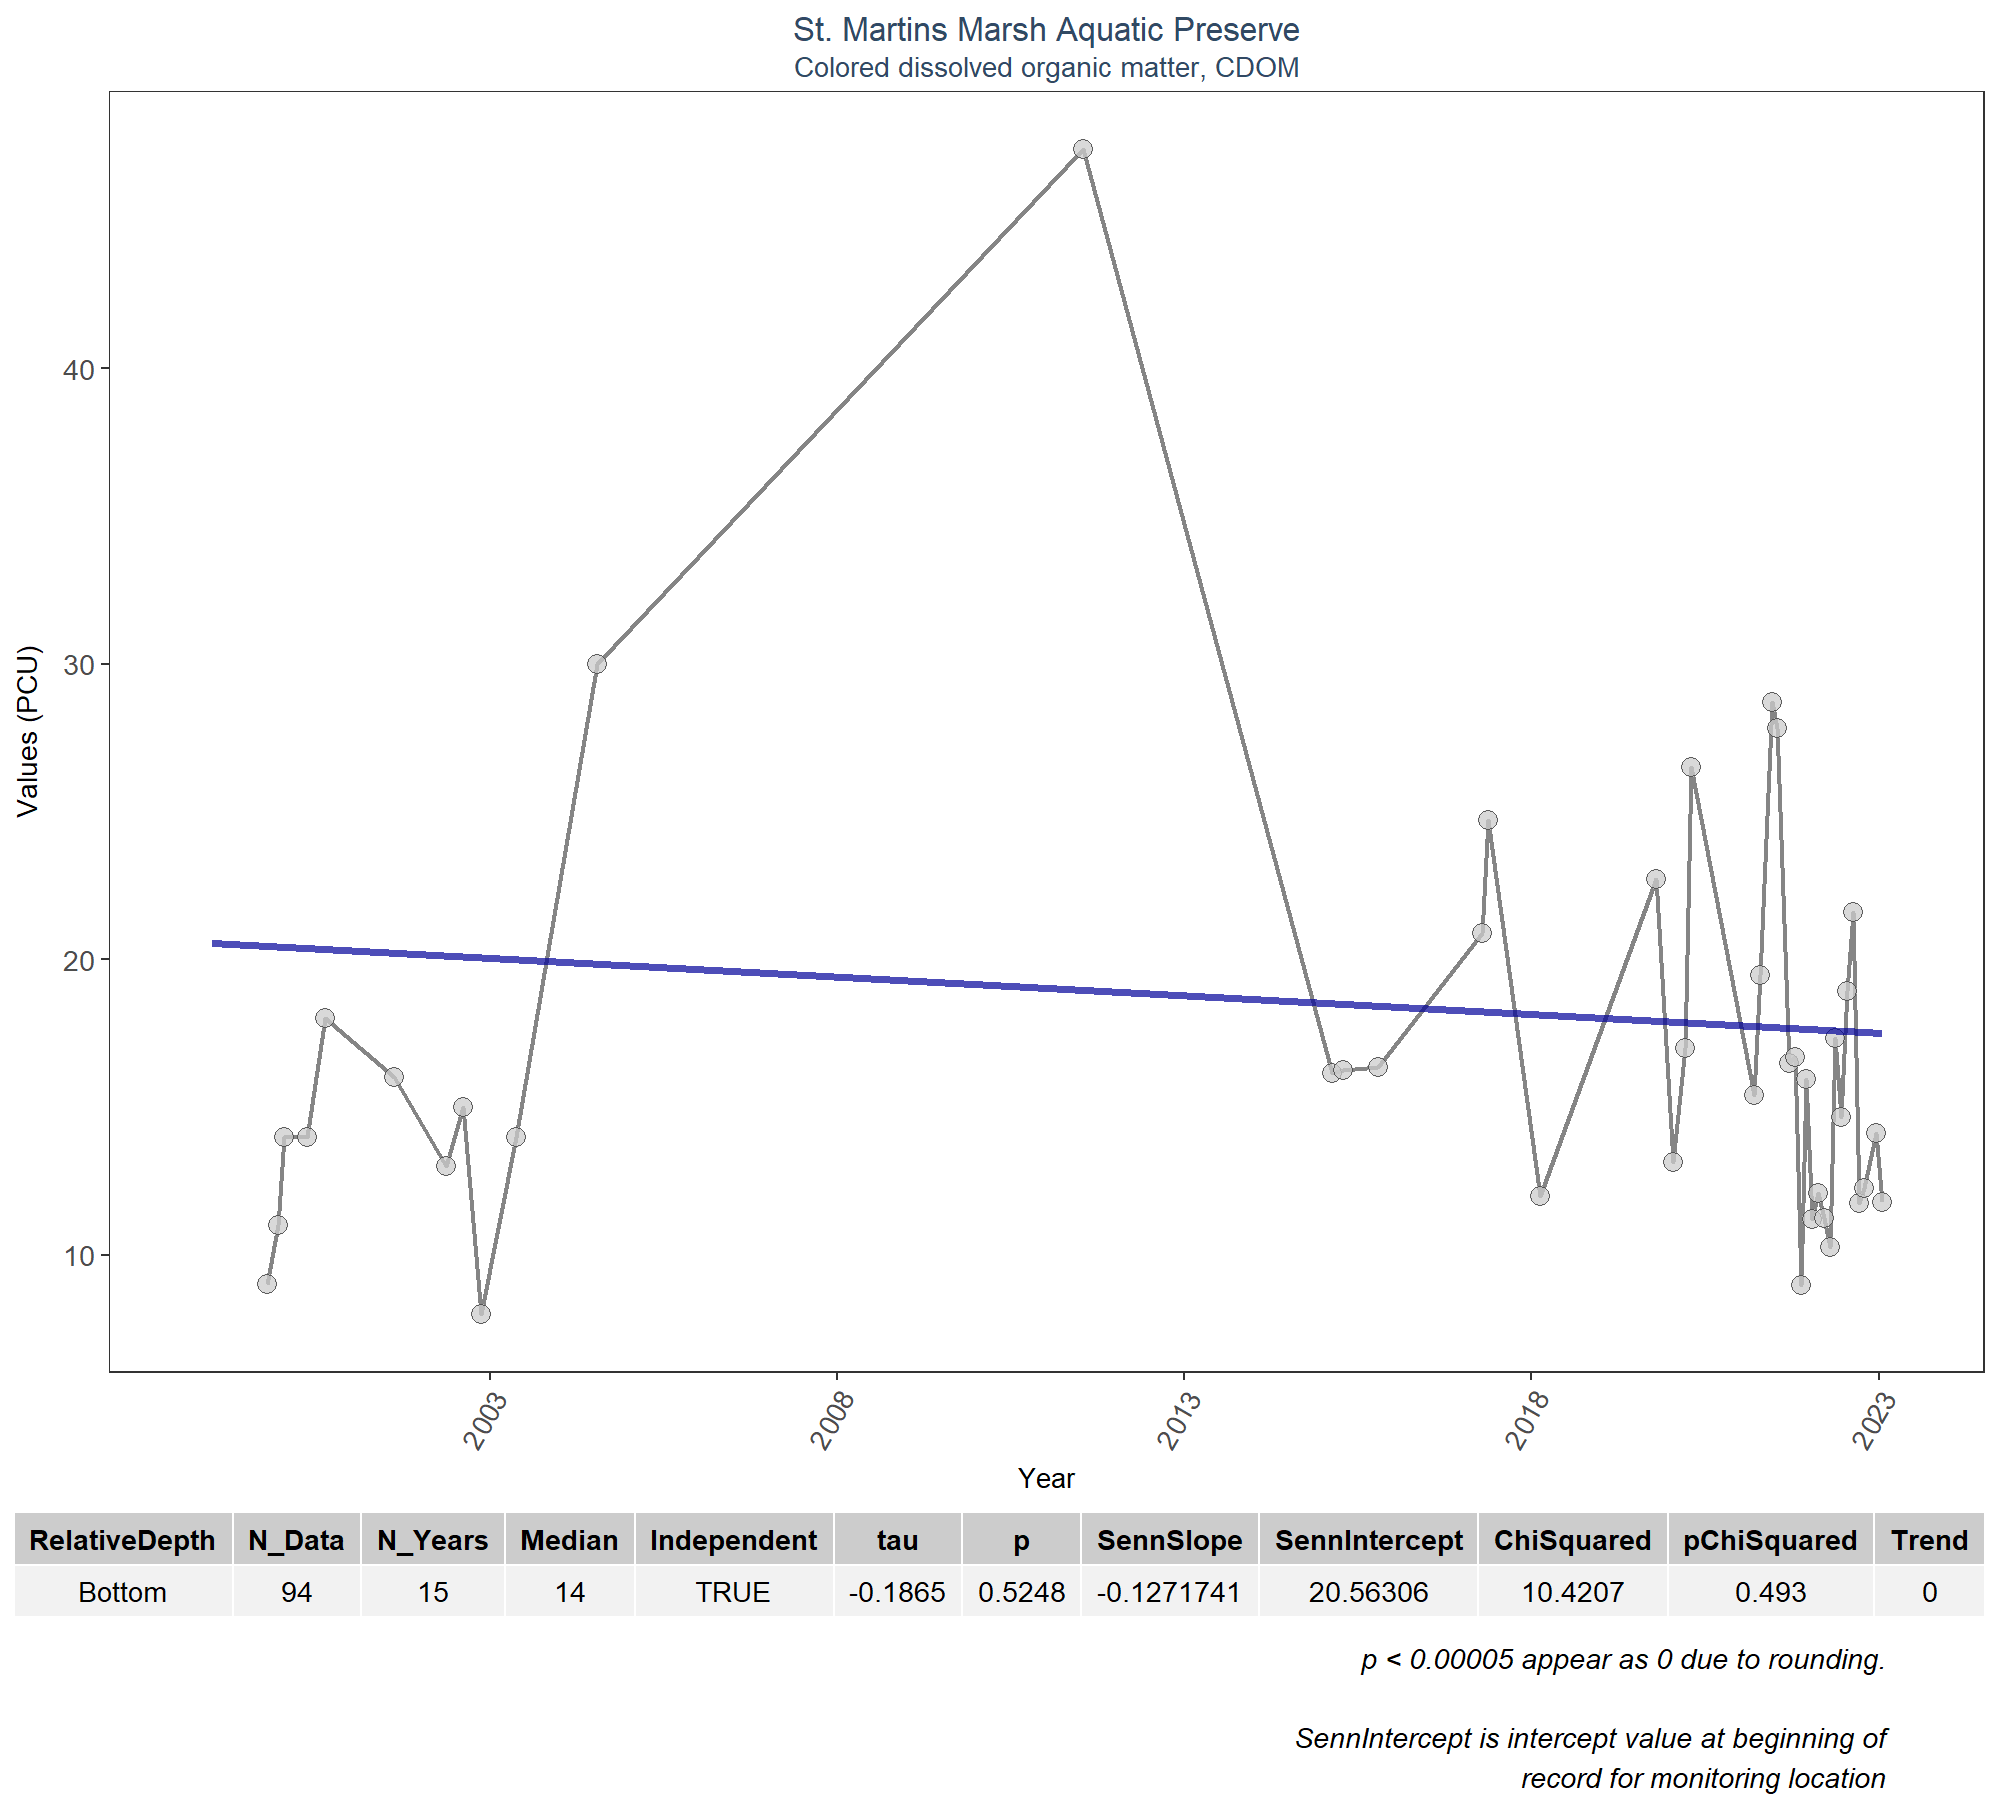 St. Martins Marsh Aquatic Preserve
Colored dissolved organic matter, CDOM
Values (PCU)
40
30
20
10
2003 2008 2013 2018 2023
Year
RelativeDepth N_Data N_Years Median Independent tau p SennSlope SennIntercept ChiSquared pChiSquared Trend
Bottom 94 15 14 TRUE -0.1865 0.5248 -0.1271741 20.56306 10.4207 0.493 0
p < 0.00005 appear as 0 due to rounding.
SennIntercept is intercept value at beginning of
record for monitoring location